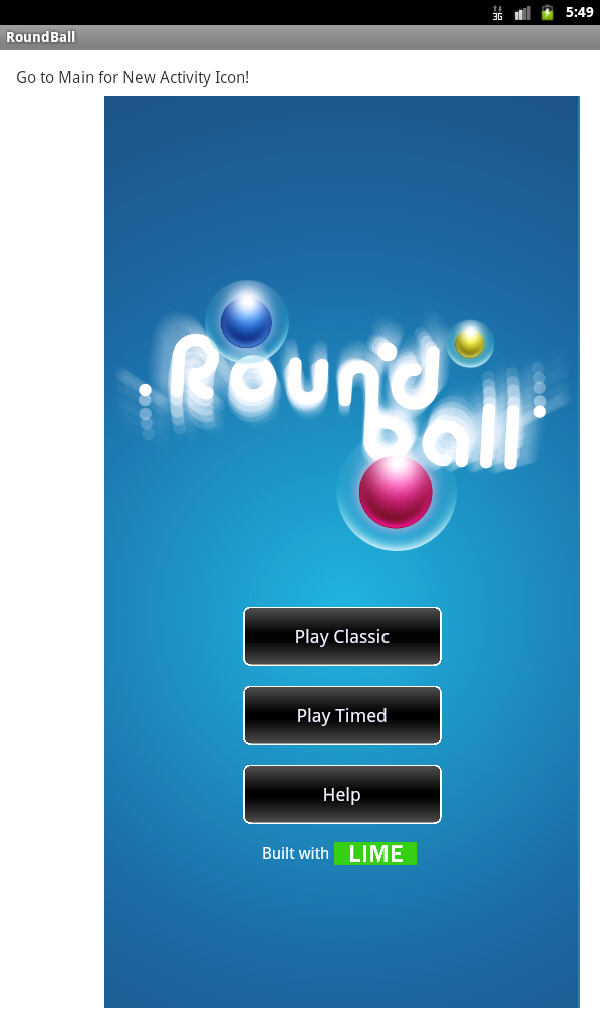 3G 5:49
RoundBall
Go to Main for New Activity Icon!
Round
ball
Play Classic
Play Timed
Help
Built with LIME